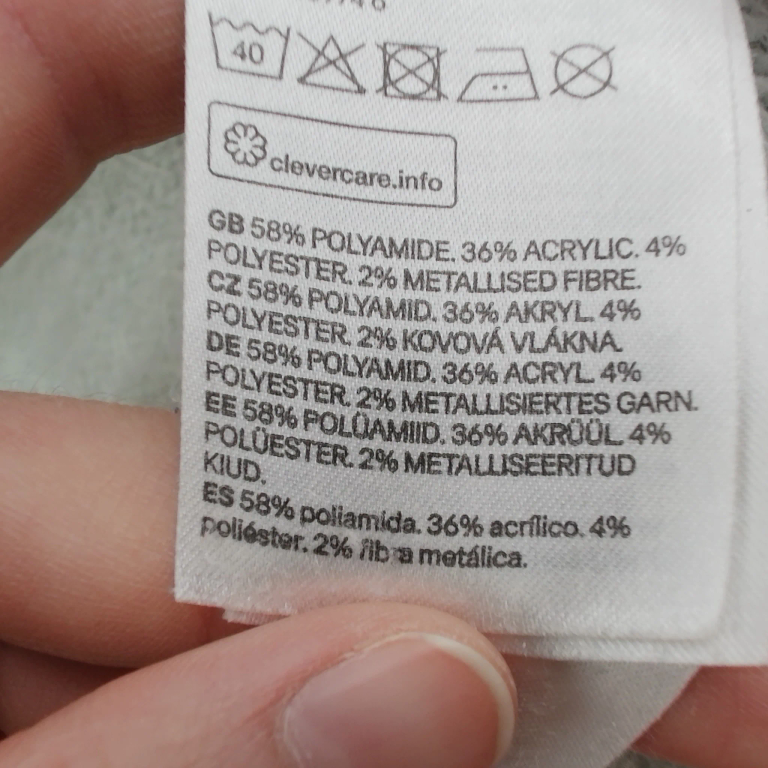 40
clevercare.info
GB 58% POLYAMIDE. 36% ACRYLIC. 4%
POLYESTER. 2% METALLISED FIBRE.
CZ 58% POLYAMID. 36% AKRYL. 4%
POLYESTER. 2% KOVOVÁ VLÁKNA.
DE 58% POLYAMID. 36% ACRYL. 4%
POLYESTER. 2% METALLISIERTES GARN.
EE 58% POLÜAMIID. 36% AKRÜÜL. 4%
POLÜESTER. 2% METALLISEERITUD
KIUD.
ES 58% poliamida. 36% acrílico. 4%
poliéster. 2% fibra metálica.